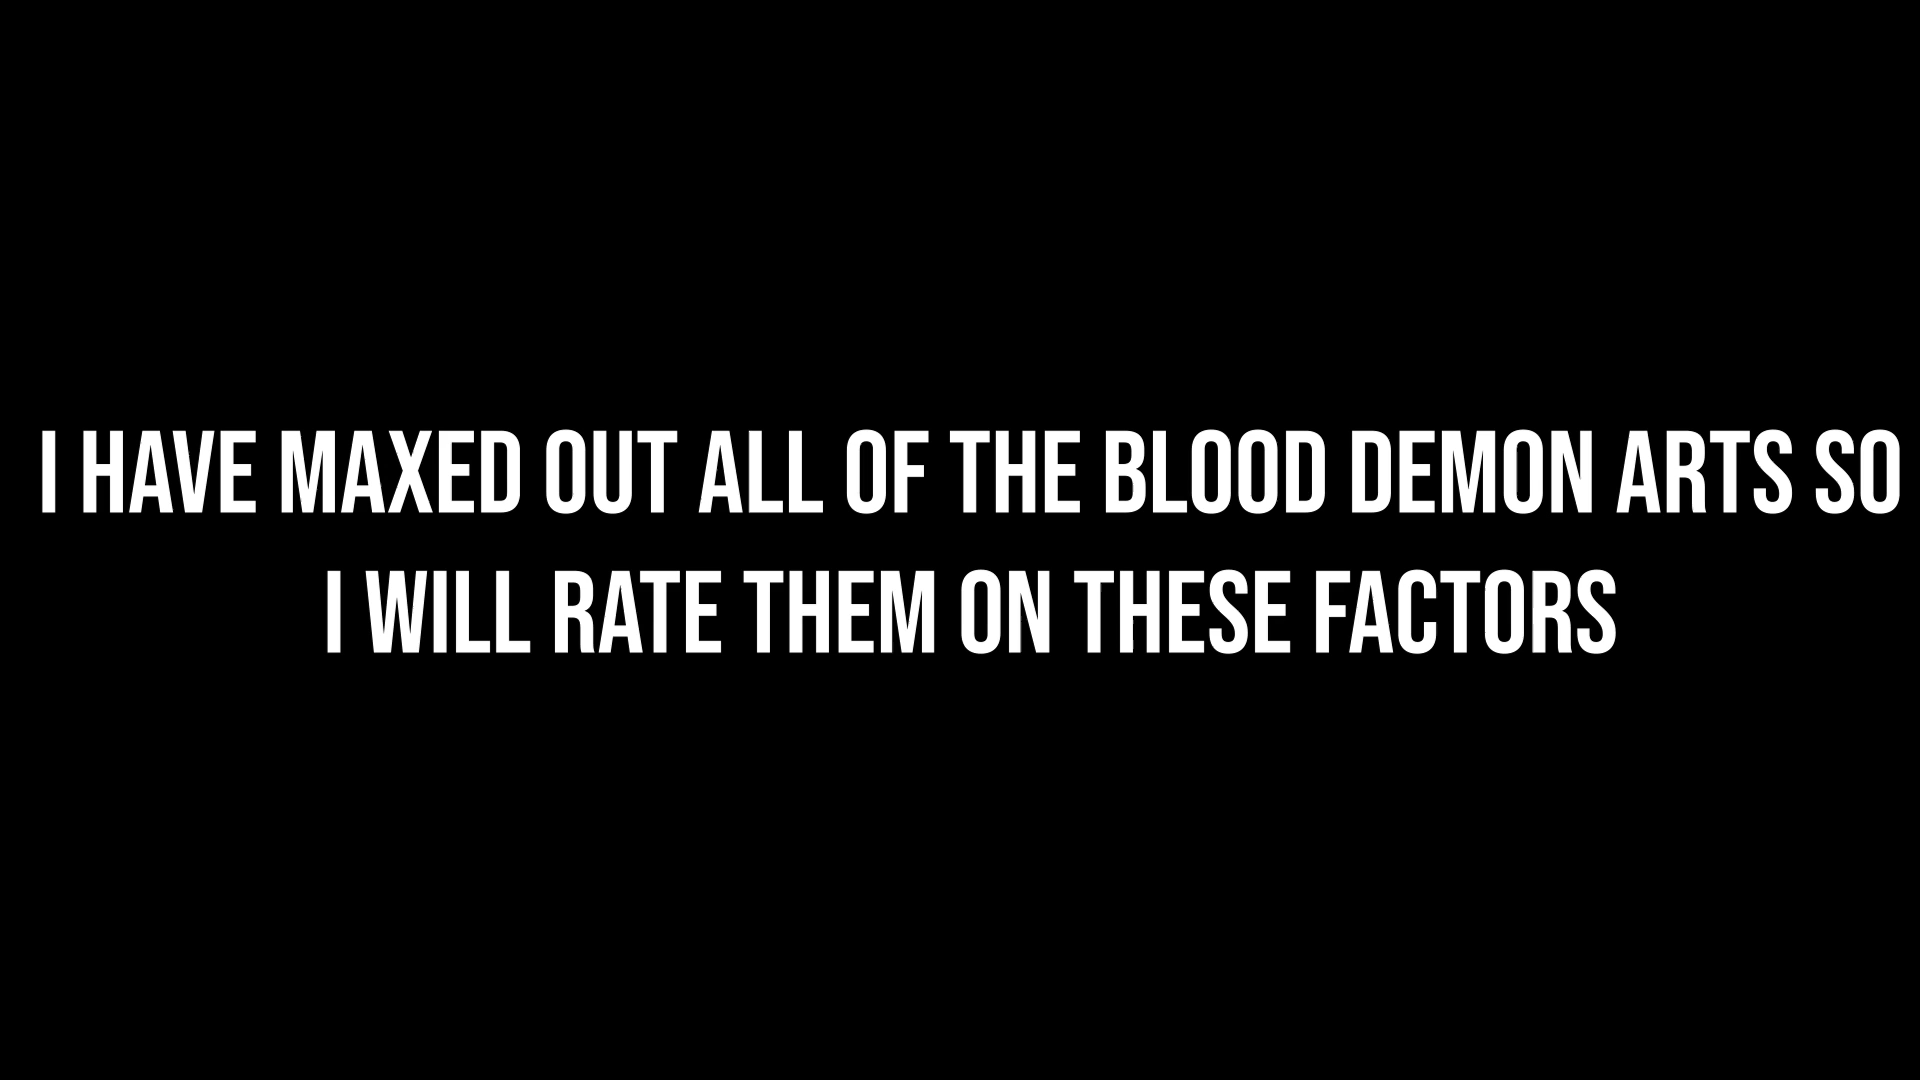 I HAVE MAXED OUT ALL OF THE BLOOD DEMON ARTS SO
I WILL RATE THEM ON THESE FACTORS